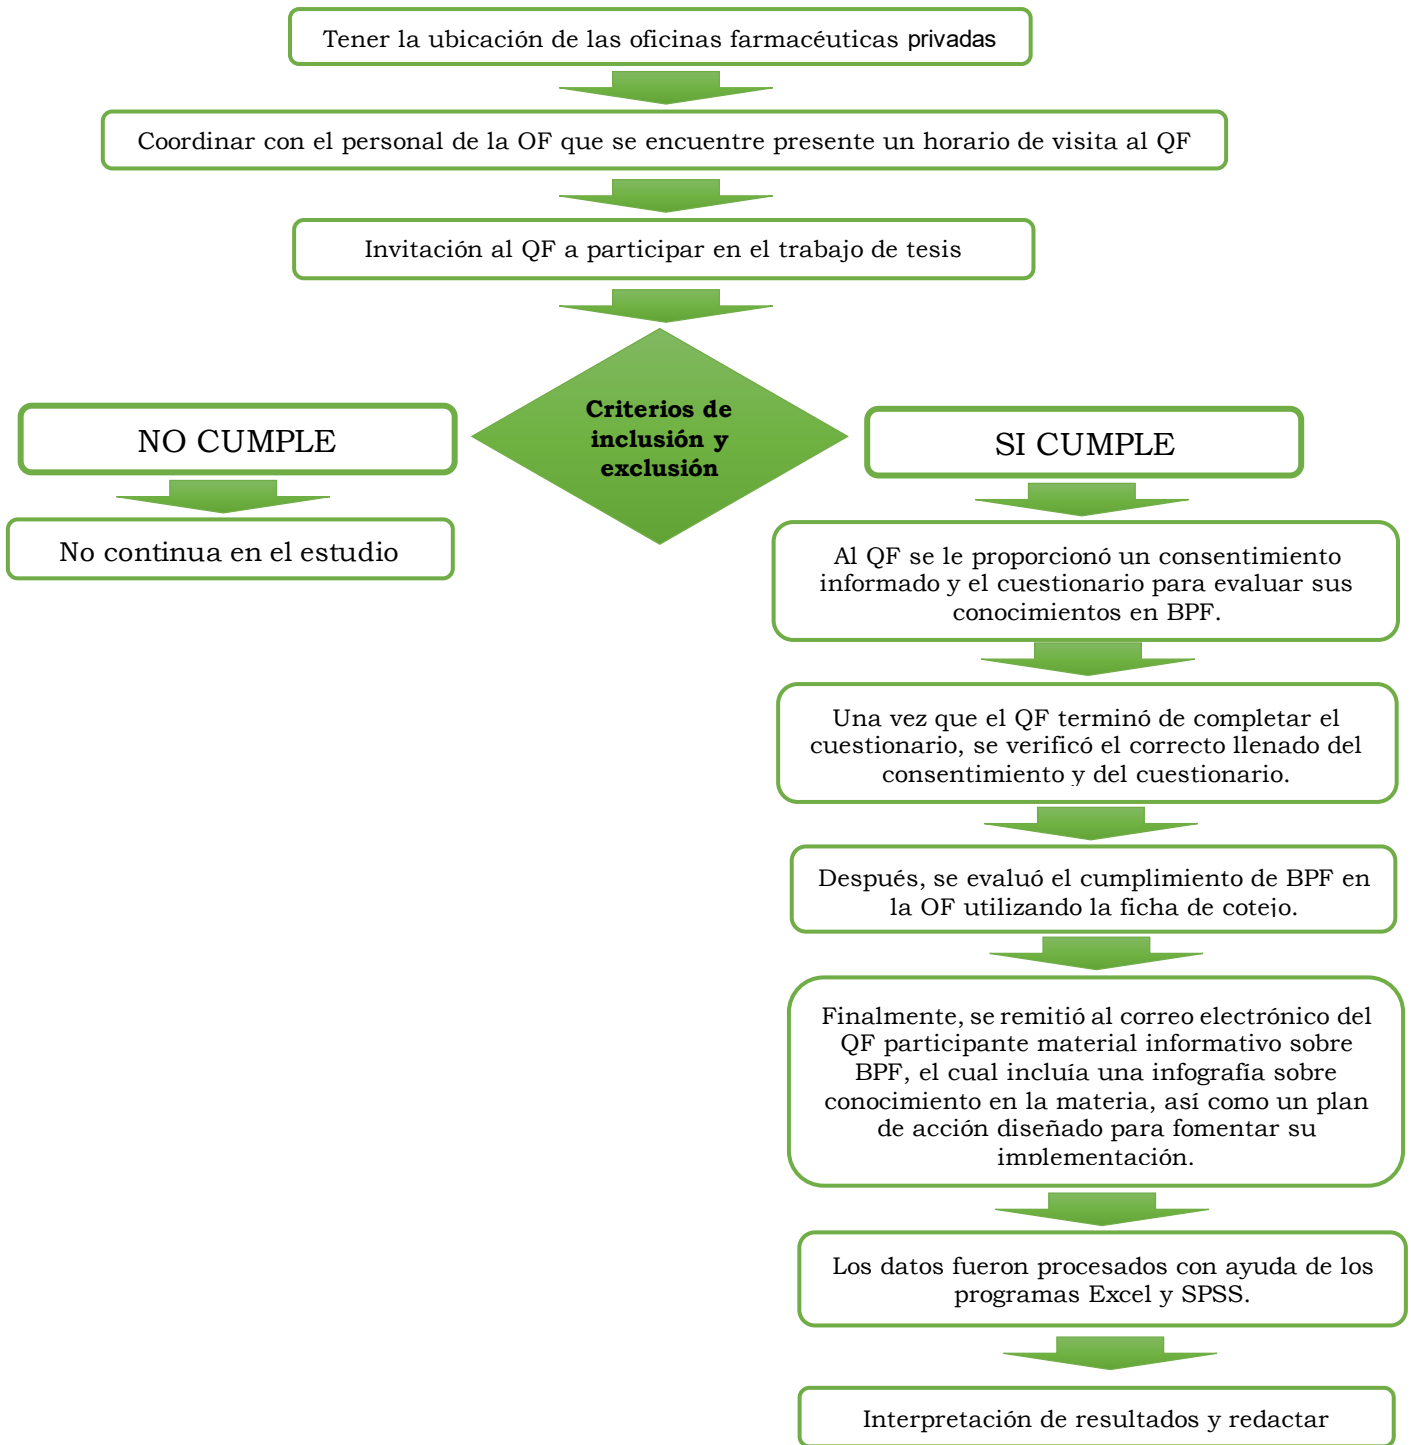 Tener la ubicación de las oficinas farmacéuticas privadas
Coordinar con el personal de la OF que se encuentre presente un horario de visita al QF
Invitación al QF a participar en el trabajo de tesis
Criterios de
inclusión y
exclusión
NO CUMPLE
No continua en el estudio
SI CUMPLE
Al QF se le proporcionó un consentimiento
informado y el cuestionario para evaluar sus
conocimientos en BPF.
Una vez que el QF terminó de completar el
cuestionario, se verificó el correcto llenado del
consentimiento y del cuestionario.
Después, se evaluó el cumplimiento de BPF en
la OF utilizando la ficha de cotejo.
Finalmente, se remitió al correo electrónico del
QF participante material informativo sobre
BPF, el cual incluía una infografía sobre
conocimiento en la materia, así como un plan
de acción diseñado para fomentar su
implementación.
Los datos fueron procesados con ayuda de los
programas Excel y SPSS.
Interpretación de resultados y redactar